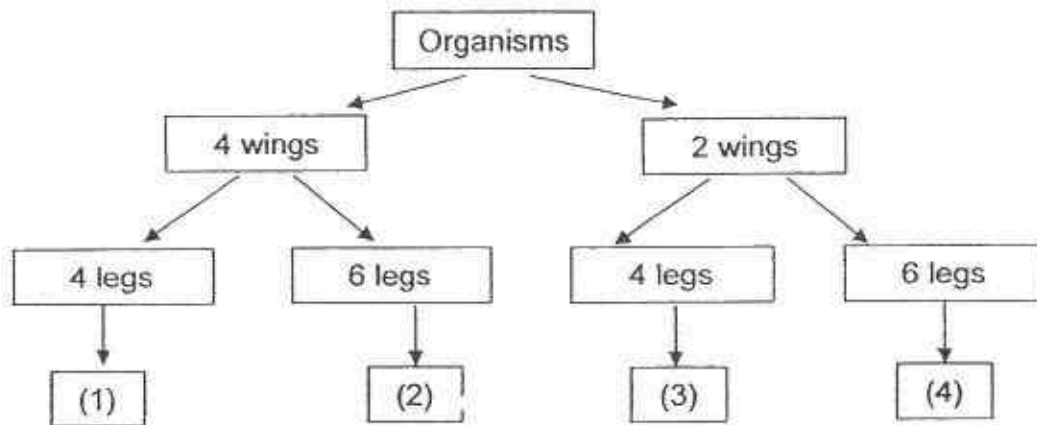 Organisms
4 wings
2 wings
4 legs
6 legs
4 legs
6 legs
(1)
(2)
(3)
(4)